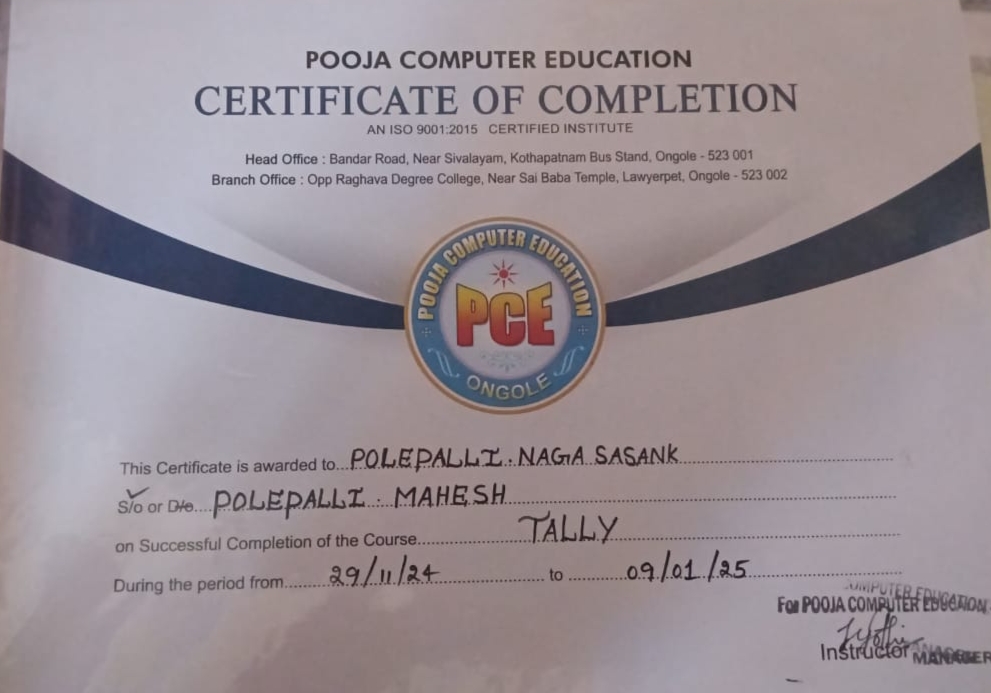 POOJA COMPUTER EDUCATION
CERTIFICATE OF COMPLETION
AN ISO 9001:2015 CERTIFIED INSTITUTE
Head Office : Bandar Road, Near Sivalayam, Kothapatnam Bus Stand, Ongole - 523 001
Branch Office : Opp Raghava Degree College, Near Sai Baba Temple, Lawyerpet, Ongole - 523 002
POOJA COMPUTER EDUCATION
PCE
ONGOLE
This Certificate is awarded to...POLEPALLI.NAGA SASANK
S/o or D/o....POLEPALLI. MAHESH
on Successful Completion of the Course......TALLY
During the period from......29/11/24......to......09/01/25
COMPUTER EDUCATION
For POOJA COMPUTER EDUCATION
Jyothi
Instructor MANAGER